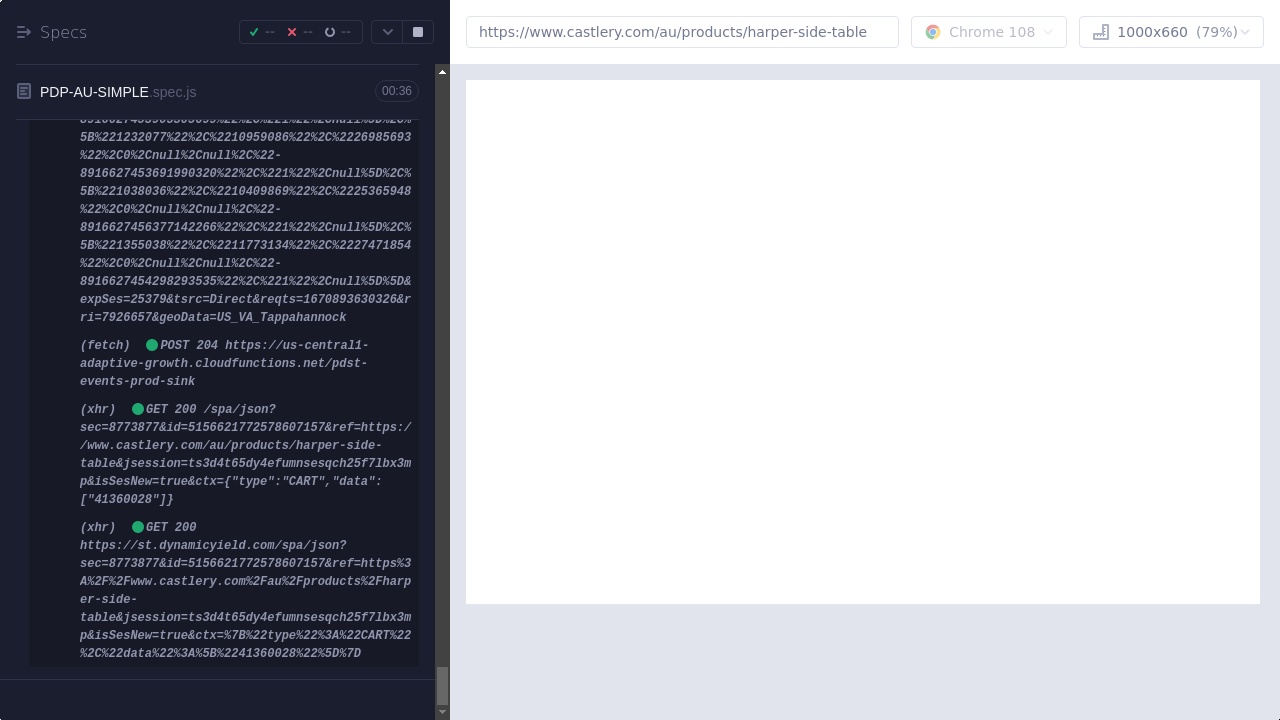 Specs
--
--
--
https://www.castlery.com/au/products/harper-side-table
Chrome 108
1000x660 (79%)
PDP-AU-SIMPLE.spec.js
00:36
5B%221232077%22%2C%2210959086%22%2C%2226985693
%22%2C0%2Cnull%2Cnull%2C%22-
8916627453691990320%22%2C%221%22%2Cnull%5D%2C%
5B%221038036%22%2C%2210409869%22%2C%2225365948
%22%2C0%2Cnull%2Cnull%2C%22-
8916627456377142266%22%2C%221%22%2Cnull%5D%2C%
5B%221355038%22%2C%2211773134%22%2C%2227471854
%22%2C0%2Cnull%2Cnull%2C%22-
8916627454298293535%22%2C%221%22%2Cnull%5D%5D&
expSes=25379&tsrc=Direct&reqts=1670893630326&r
ri=7926657&geoData=US_VA_Tappahannock
(fetch) POST 204 https://us-central1-
adaptive-growth.cloudfunctions.net/pdst-
events-prod-sink
(xhr) GET 200 /spa/json?
sec=8773877&id=5156621772578607157&ref=https:/
/www.castlery.com/au/products/harper-side-
table&jsession=ts3d4t65dy4efumnsesqch25f7lbx3m
p&isSesNew=true&ctx={"type":"CART","data":
["41360028"]}
(xhr) GET 200
https://st.dynamicyield.com/spa/json?
sec=8773877&id=5156621772578607157&ref=https%3
A%2F%2Fwww.castlery.com%2Fau%2Fproducts%2Fharp
er-side-
table&jsession=ts3d4t65dy4efumnsesqch25f7lbx3m
p&isSesNew=true&ctx=%7B%22type%22%3A%22CART%22
%2C%22data%22%3A%5B%2241360028%22%5D%7D